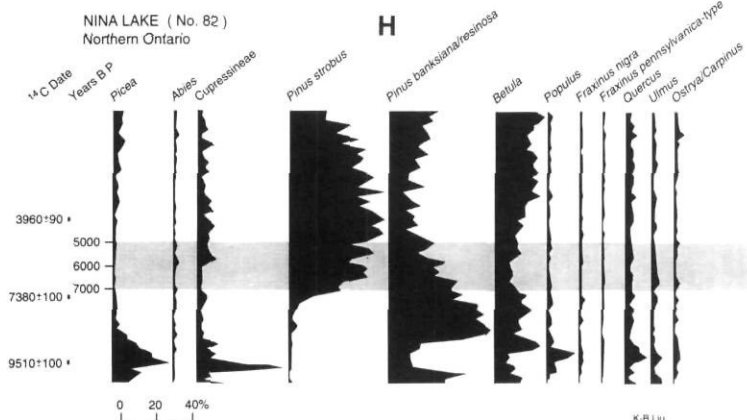 NINA LAKE ( No. 82 )
Northern Ontario
H
14C Date
Years B.P
Picea
Abies
Cupressineae
Pinus strobus
Pinus banksiana/resinosa
Betula
Populus
Fraxinus nigra
Fraxinus pennsylvanica-type
Quercus
Ulmus
Ostrya/Carpinus
3960±90
5000
6000
7000
7380±100
9510±100
0 20 40%